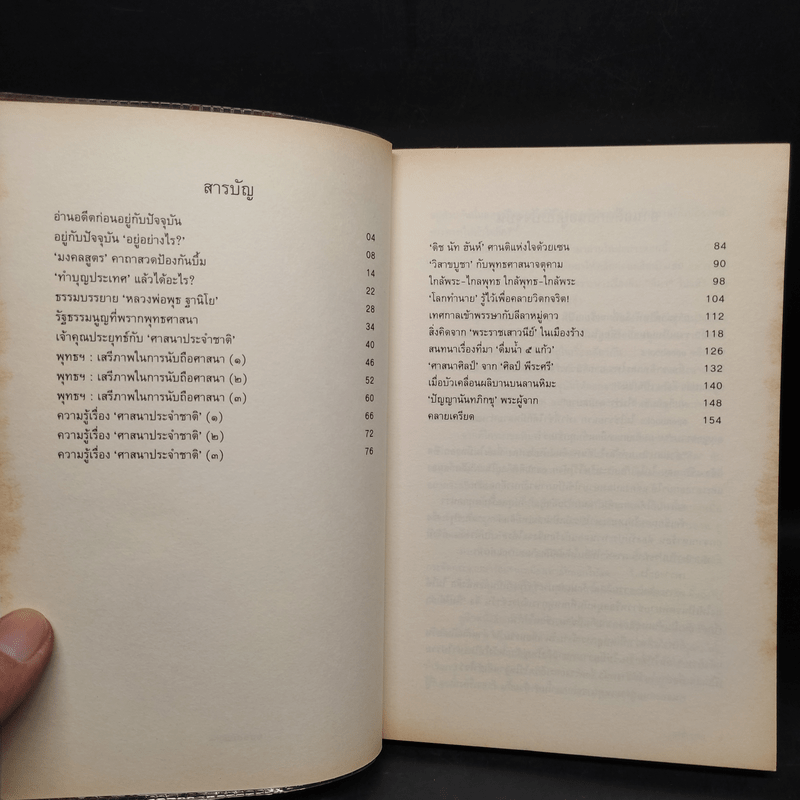 สารบัญ
อ่านอดีตก่อนอยู่กับปัจจุบัน 04
อยู่กับปัจจุบัน ‘อยู่อย่างไร?’ 08
‘มงคลสูตร’ คาถาสวดป้องกันบึ้ม 14
‘ทำบุญประเทศ’ แล้วได้อะไร? 22
ธรรมบรรยาย ‘หลวงพ่อพุธ ฐานิโย’ 28
รัฐธรรมนูญที่พรากพุทธศาสนา 34
เจ้าคุณประยุทธ์กับ ‘ศาสนาประจำชาติ’ 40
พุทธฯ : เสรีภาพในการนับถือศาสนา (๑) 46
พุทธฯ : เสรีภาพในการนับถือศาสนา (๒) 52
พุทธฯ : เสรีภาพในการนับถือศาสนา (๓) 60
ความรู้เรื่อง ‘ศาสนาประจำชาติ’ (๑) 66
ความรู้เรื่อง ‘ศาสนาประจำชาติ’ (๒) 72
ความรู้เรื่อง ‘ศาสนาประจำชาติ’ (๓) 76
‘ติช นัท ฮันห์’ ศานติแห่งใจด้วยเซน 84
‘วิสาขบูชา’ กับพุทธศาสนาจตุคาม 90
ใกล้พระ-ไกลพุทธ ใกล้พุทธ-ไกลพระ 98
‘โลกทำนาย’ รู้ไว้เพื่อคลายวิตกจริต! 104
เทศกาลเข้าพรรษากับลีลาหมู่ดาว 112
สิ่งคิดจาก ‘พระราชเสาวนีย์’ ในเมืองร้าง 118
สนทนาเรื่องที่มา ‘ดื่มน้ำ ๕ แก้ว’ 126
‘ศาสนาศิลป์’ จาก ‘ศิลป์ พีระศรี’ 132
เมื่อบัวเคลื่อนผลิบานบนลานหิมะ 140
‘ปัญญานันทภิกขุ’ พระผู้จาก 148
คลายเครียด 154